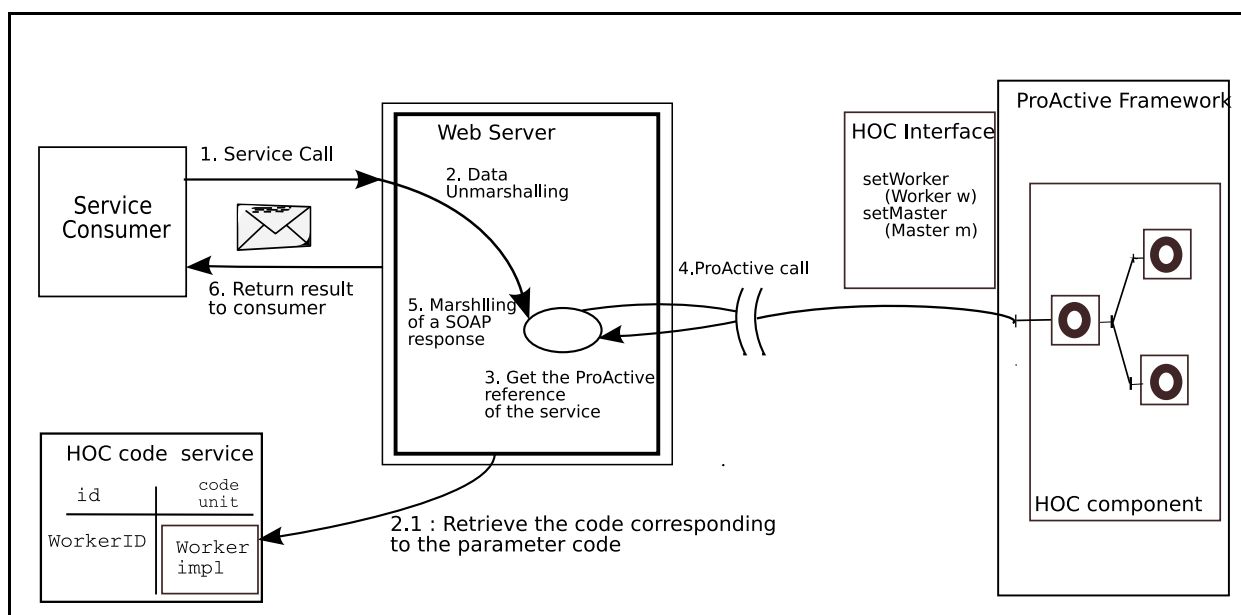 ProActive Framework
HOC Interface
setWorker
(Worker w)
setMaster
(Master m)
Web Server
1. Service Call
2. Data
Unmarshalling
Service
Consumer
4.ProActive call
6. Return result
to consumer
5. Marshlling
of a SOAP
response
3. Get the ProActive
reference
of the service
HOC component
HOC code service
id
code
unit
WorkerID
Worker
impl
2.1 : Retrieve the code corresponding
to the parameter code